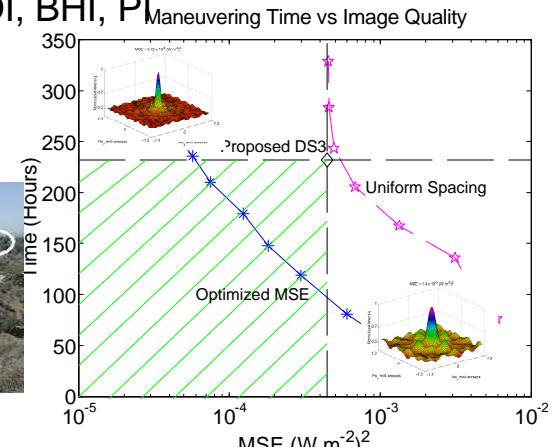 OI, BHI, PI
Maneuvering Time vs Image Quality
350
300
250
200
150
100
50
0
Time (Hours)
Proposed DS3
Uniform Spacing
Optimized MSE
10-5
10-4
10-3
10-2
MSE (W m-2)2